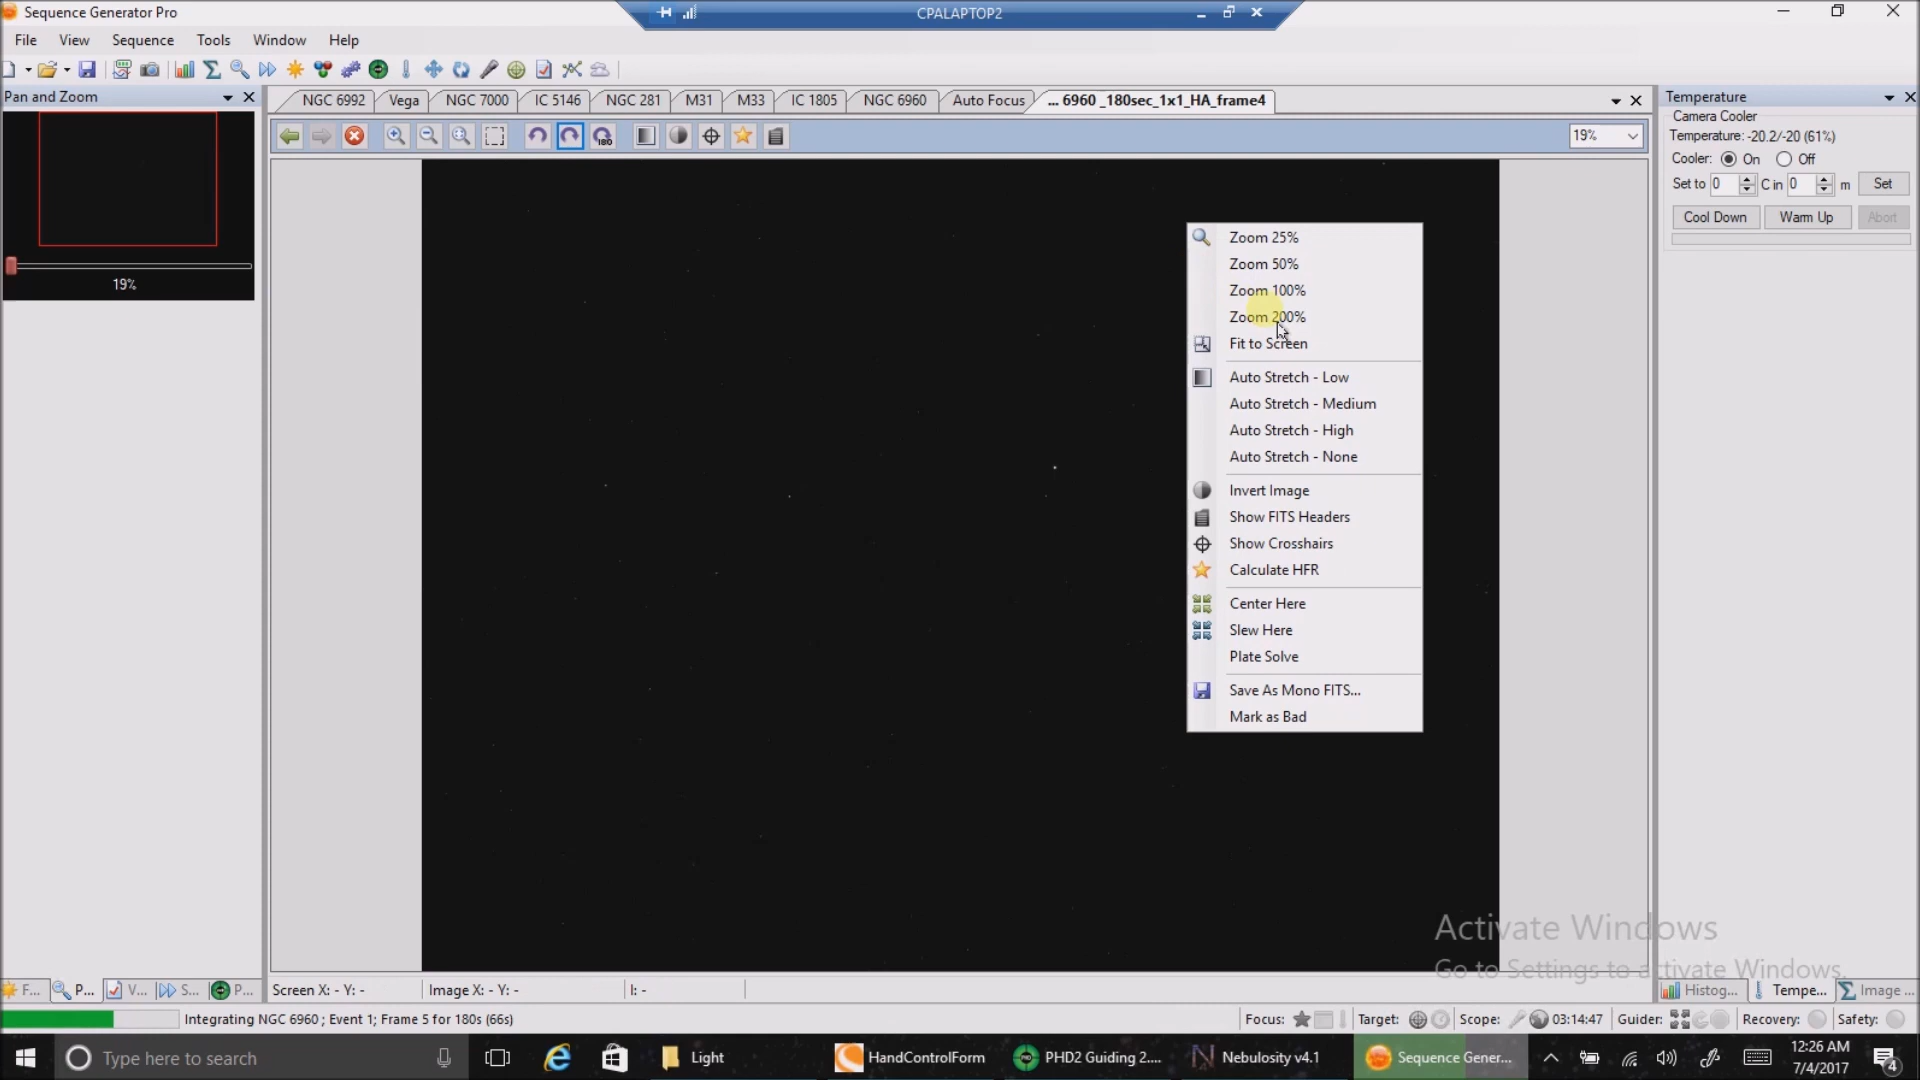 Sequence Generator Pro
CPALAPTOP2
File View Sequence Tools Window Help
Pan and Zoom
NGC 6992 Vega NGC 7000 IC 5146 NGC 281 M31 M33 IC 1805 NGC 6960 Auto Focus ... 6960 _180sec_1x1_HA_frame4
180
19%
19%
Temperature
Camera Cooler
Temperature: -20.2/-20 (61%)
Cooler: On Off
Set to 0 C in 0 m Set
Cool Down Warm Up Abort
Zoom 25%
Zoom 50%
Zoom 100%
Zoom 200%
Fit to Screen
Auto Stretch - Low
Auto Stretch - Medium
Auto Stretch - High
Auto Stretch - None
Invert Image
Show FITS Headers
Show Crosshairs
Calculate HFR
Center Here
Slew Here
Plate Solve
Save As Mono FITS...
Mark as Bad
Activate Windows
Go to Settings to activate Windows.
F... P... V... S... P...
Screen X: - Y: - Image X: - Y: - I: -
Histog... Tempe... Image ...
Integrating NGC 6960; Event 1; Frame 5 for 180s (66s)
Focus: Target: Scope: 03:14:47 Guider: Recovery: Safety:
Type here to search
Light
HandControlForm
PHD2 Guiding 2....
Nebulosity v4.1
Sequence Gener...
12:26 AM
7/4/2017
4